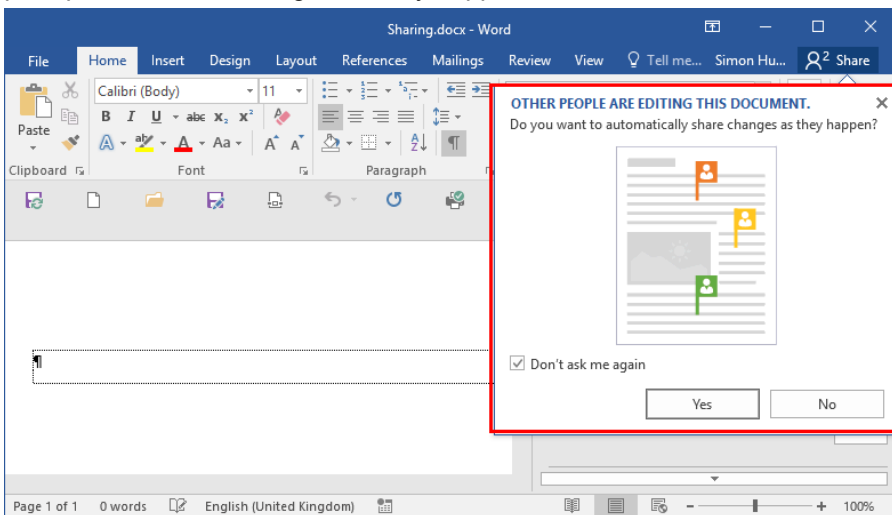 Sharing.docx - Word
File Home Insert Design Layout References Mailings Review View Tell me... Simon Hu... Share
Calibri (Body) 11
B I U abc X₂ X²
Paste
A aby A Aa A A
Clipboard Font Paragraph
OTHER PEOPLE ARE EDITING THIS DOCUMENT.
Do you want to automatically share changes as they happen?
¶
Don't ask me again
Yes No
Page 1 of 1 0 words English (United Kingdom) 100%